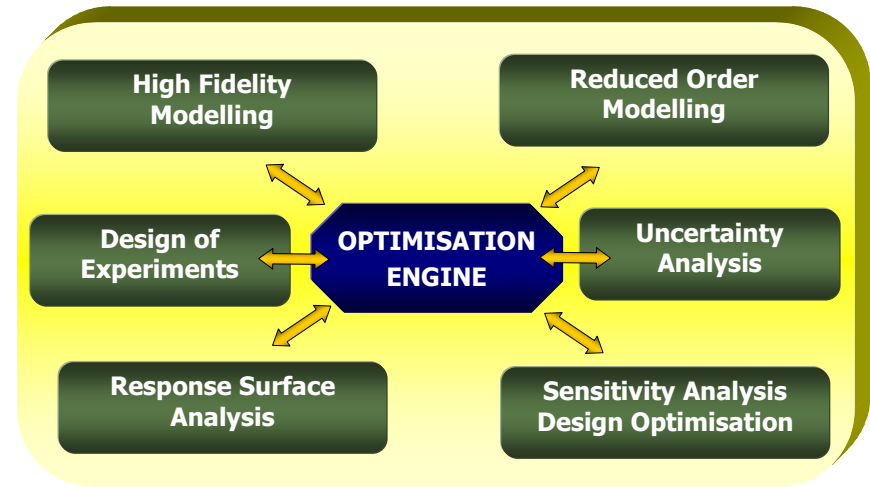 High Fidelity
Modelling
Reduced Order
Modelling
Design of
Experiments
OPTIMISATION
ENGINE
Uncertainty
Analysis
Response Surface
Analysis
Sensitivity Analysis
Design Optimisation